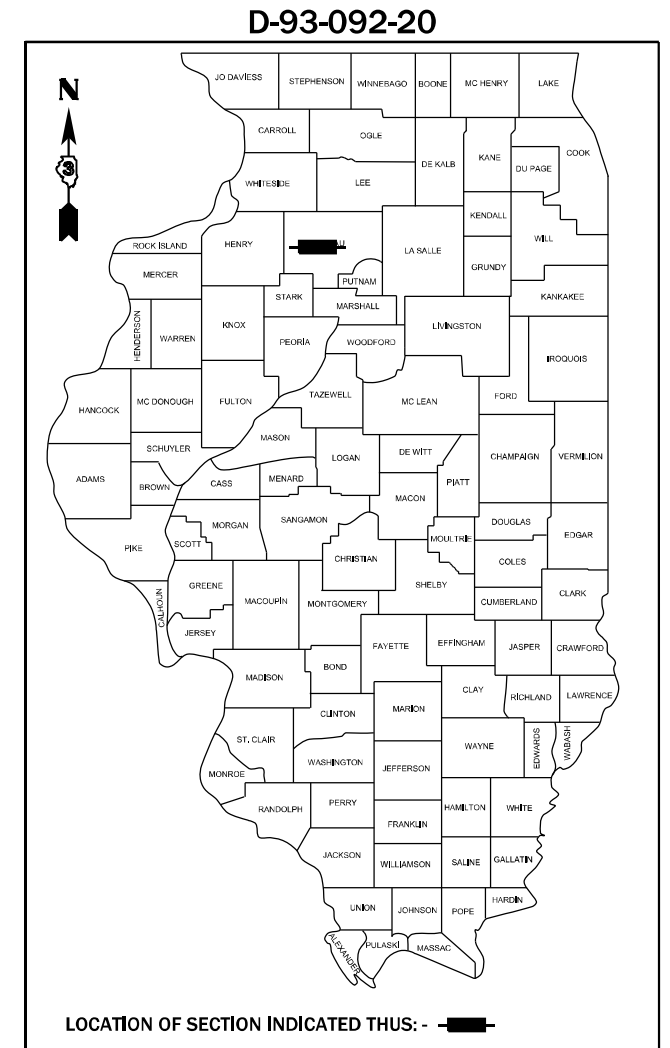 D-93-092-20
JO DAVIESS STEPHENSON WINNEBAGO BOONE MC HENRY LAKE
N
CARROLL OGLE
3
DE KALB KANE COOK
DU PAGE
WHITESIDE LEE
KENDALL
ROCK ISLAND HENRY LA SALLE WILL
GRUNDY
MERCER PUTNAM
STARK MARSHALL KANKAKEE
HENDERSON WARREN KNOX PEORIA WOODFORD LIVINGSTON
IROQUOIS
HANCOCK MC DONOUGH FULTON TAZEWELL MC LEAN FORD
MASON
SCHUYLER LOGAN DE WITT CHAMPAIGN VERMILION
ADAMS BROWN CASS MENARD PIATT
MACON
MORGAN SANGAMON DOUGLAS
PIKE SCOTT MOULTRIE EDGAR
CHRISTIAN COLES
CALHOUN GREENE SHELBY
MACOUPIN MONTGOMERY CUMBERLAND CLARK
JERSEY
FAYETTE EFFINGHAM JASPER CRAWFORD
MADISON BOND
CLAY RICHLAND LAWRENCE
CLINTON MARION
ST. CLAIR WAYNE EDWARDS WABASH
WASHINGTON JEFFERSON
MONROE
RANDOLPH PERRY HAMILTON WHITE
FRANKLIN
JACKSON WILLIAMSON SALINE GALLATIN
HARDIN
UNION JOHNSON POPE
ALEXANDER PULASKI MASSAC
LOCATION OF SECTION INDICATED THUS: -